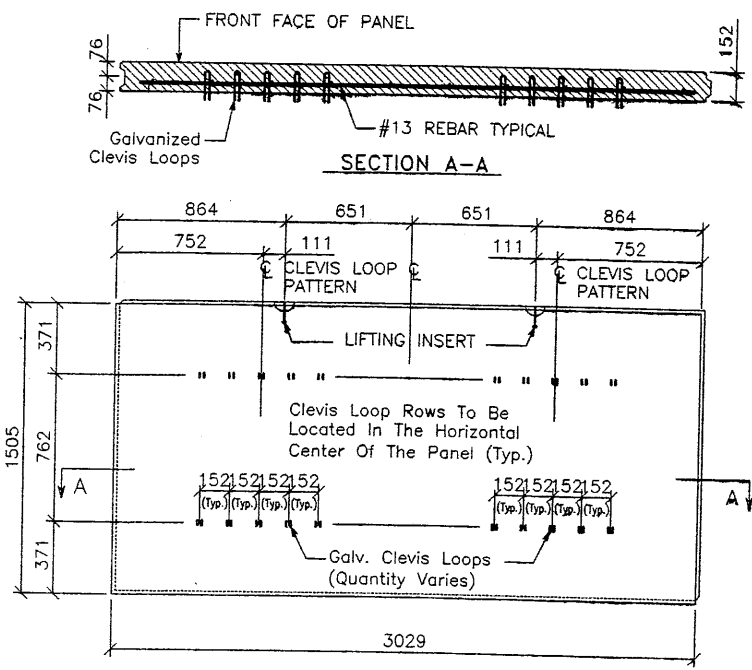 FRONT FACE OF PANEL
76
76
152
Galvanized
Clevis Loops
#13 REBAR TYPICAL
SECTION A-A
864
651
651
864
752
111
111
752
℄ CLEVIS LOOP
PATTERN
℄
℄ CLEVIS LOOP
PATTERN
LIFTING INSERT
371
762
371
1505
Clevis Loop Rows To Be
Located In The Horizontal
Center Of The Panel (Typ.)
A
A
152 152 152 152
(Typ.) (Typ.) (Typ.) (Typ.)
152 152 152 152
(Typ.) (Typ.) (Typ.) (Typ.)
Galv. Clevis Loops
(Quantity Varies)
3029